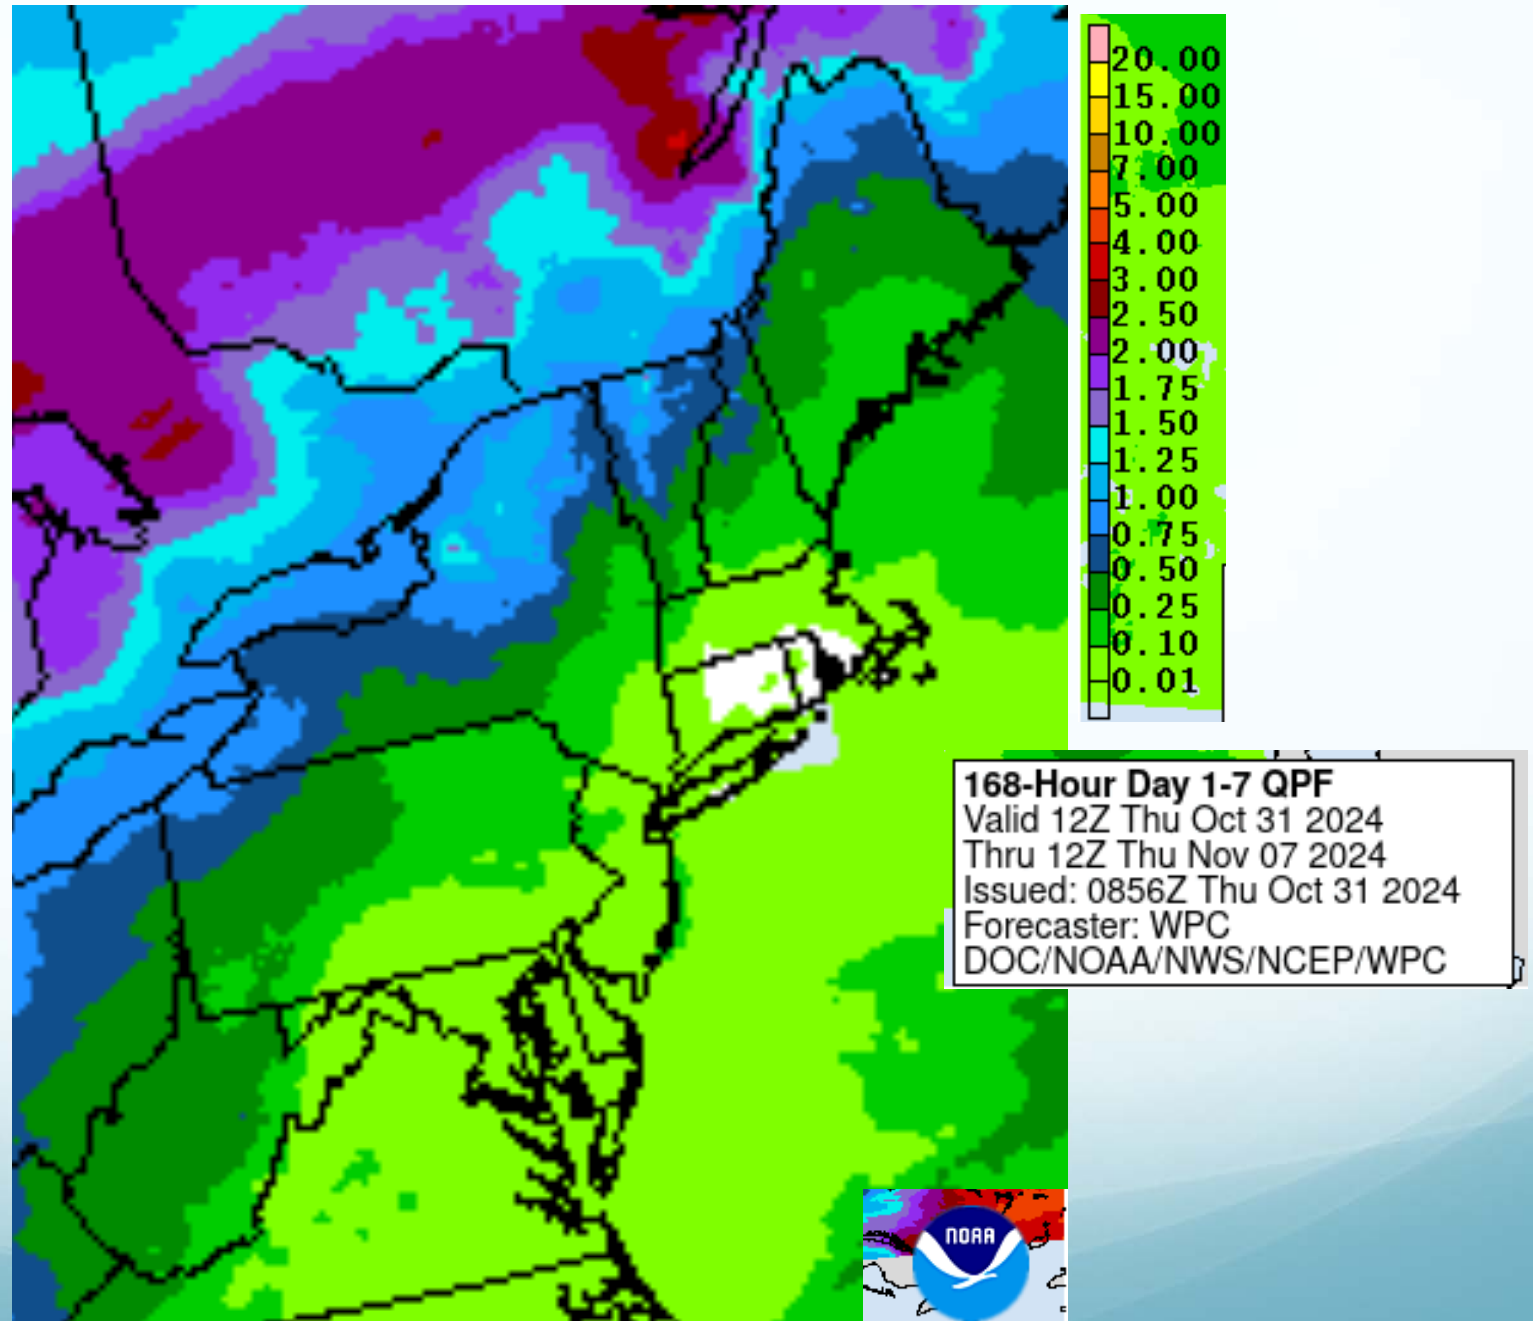 20.00
15.00
10.00
7.00
5.00
4.00
3.00
2.50
2.00
1.75
1.50
1.25
1.00
0.75
0.50
0.25
0.10
0.01
168-Hour Day 1-7 QPF
Valid 12Z Thu Oct 31 2024
Thru 12Z Thu Nov 07 2024
Issued: 0856Z Thu Oct 31 2024
Forecaster: WPC
DOC/NOAA/NWS/NCEP/WPC
NOAA